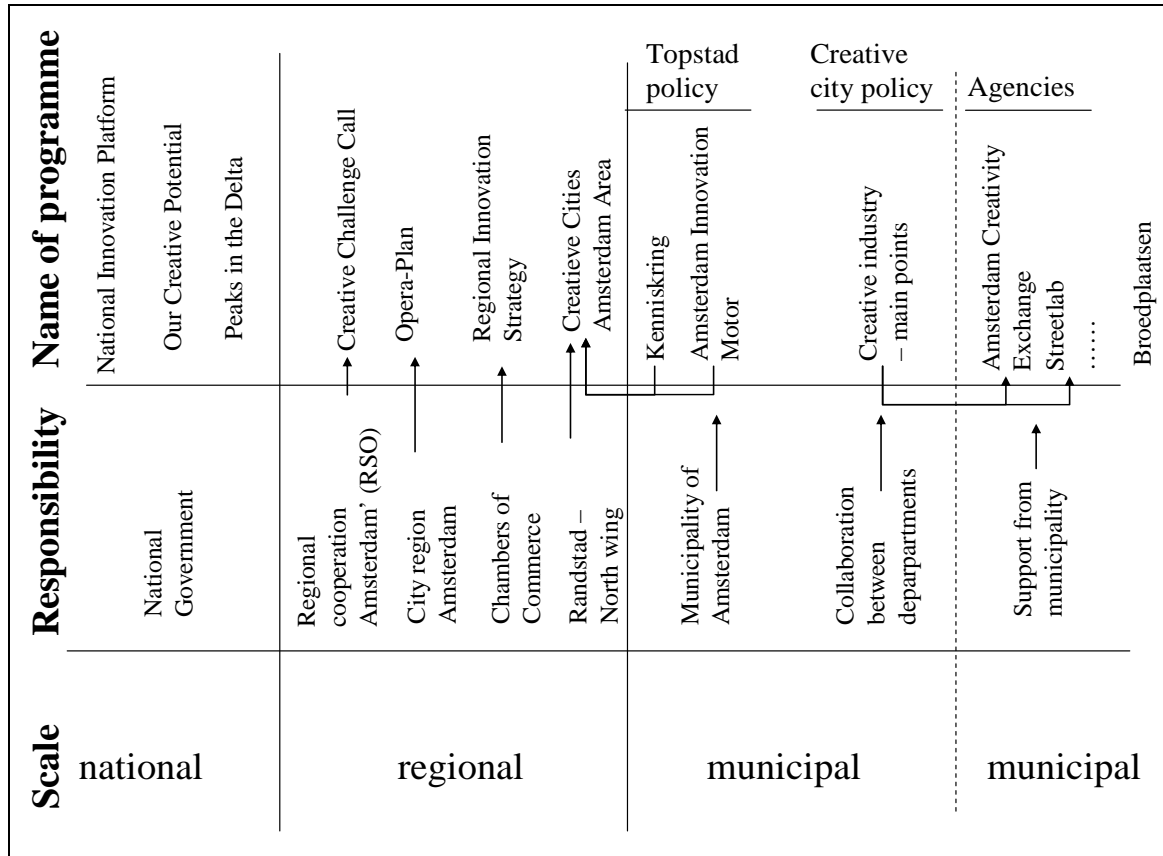 Name of programme
National Innovation Platform
Our Creative Potential
Peaks in the Delta
Creative Challenge Call
Opera-Plan
Regional Innovation
Strategy
Creatieve Cities
Amsterdam Area
Topstad
policy
Kenniskring
Amsterdam Innovation
Motor
Creative
city policy
Creative industry
– main points
Agencies
Amsterdam Creativity
Exchange
Streetlab
……
Broedplaatsen
Responsibility
National
Government
Regional
cooperation
Amsterdam' (RSO)
City region
Amsterdam
Chambers of
Commerce
Randstad –
North wing
Municipality of
Amsterdam
Collaboration
between
deparpartments
Support from
municipality
Scale
national
regional
municipal
municipal